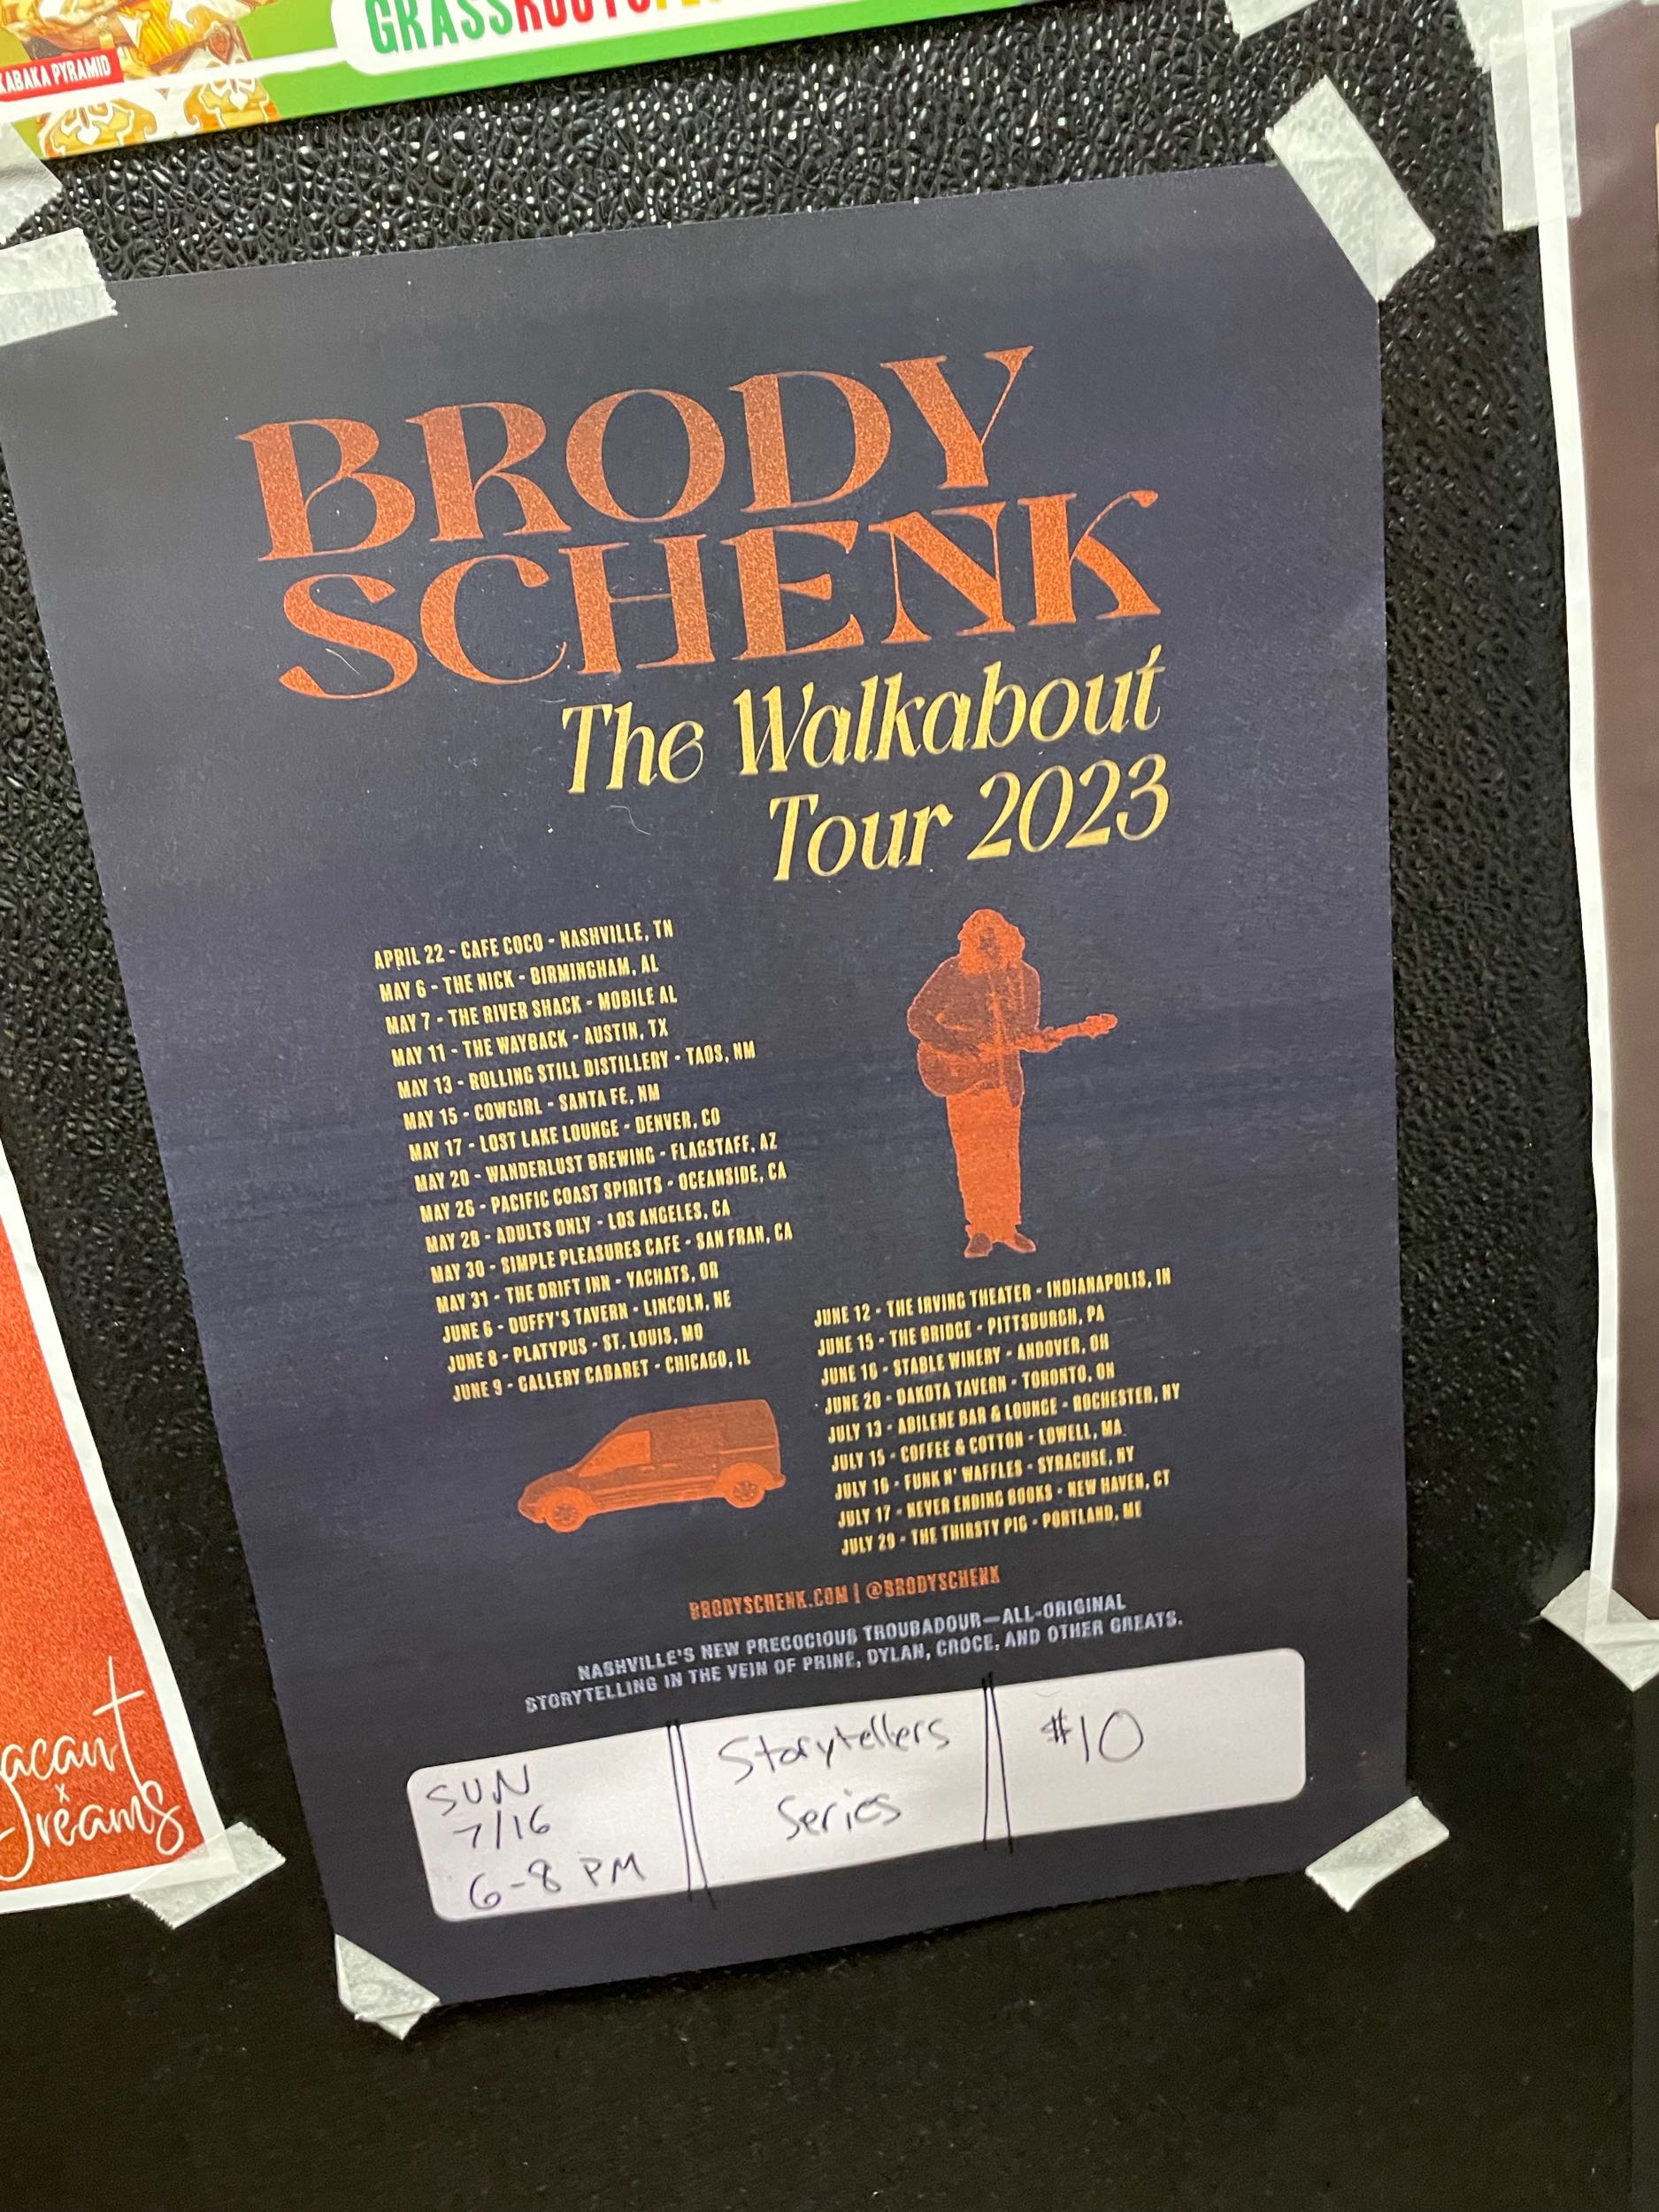 KABAKA PYRAMID
BRODY
SCHENK
The Walkabout
Tour 2023
APRIL 22 - CAFE COCO - NASHVILLE, TN
MAY 6 - THE NICK - BIRMINGHAM, AL
MAY 7 - THE RIVER SHACK - MOBILE AL
MAY 11 - THE WAYBACK - AUSTIN, TX
MAY 13 - ROLLING STILL DISTILLERY - TAOS, NM
MAY 15 - COWGIRL - SANTA FE, NM
MAY 17 - LOST LAKE LOUNGE - DENVER, CO
MAY 20 - WANDERLUST BREWING - FLAGSTAFF, AZ
MAY 26 - PACIFIC COAST SPIRITS - OCEANSIDE, CA
MAY 28 - ADULTS ONLY - LOS ANGELES, CA
MAY 30 - SIMPLE PLEASURES CAFE - SAN FRAN, CA
MAY 31 - THE DRIFT INN - YACHATS, OR
JUNE 6 - DUFFY'S TAVERN - LINCOLN, NE
JUNE 8 - PLATYPUS - ST. LOUIS, MO
JUNE 9 - GALLERY CABARET - CHICAGO, IL
JUNE 12 - THE IRVING THEATER - INDIANAPOLIS, IN
JUNE 15 - THE BRIDGE - PITTSBURGH, PA
JUNE 16 - STABLE WINERY - ANDOVER, OH
JUNE 20 - DAKOTA TAVERN - TORONTO, ON
JULY 13 - ABILENE BAR & LOUNGE - ROCHESTER, NY
JULY 15 - COFFEE & COTTON - LOWELL, MA
JULY 16 - FUNK N' WAFFLES - SYRACUSE, NY
JULY 17 - NEVER ENDING BOOKS - NEW HAVEN, CT
JULY 29 - THE THIRSTY PIG - PORTLAND, ME
BRODYSCHENK.COM | @BRODYSCHENK
NASHVILLE'S NEW PRECOCIOUS TROUBADOUR—ALL-ORIGINAL
STORYTELLING IN THE VEIN OF PRINE, DYLAN, CROCE, AND OTHER GREATS.
SUN
7/16
6-8 PM
Storytellers
Series
$10
x
Dreams